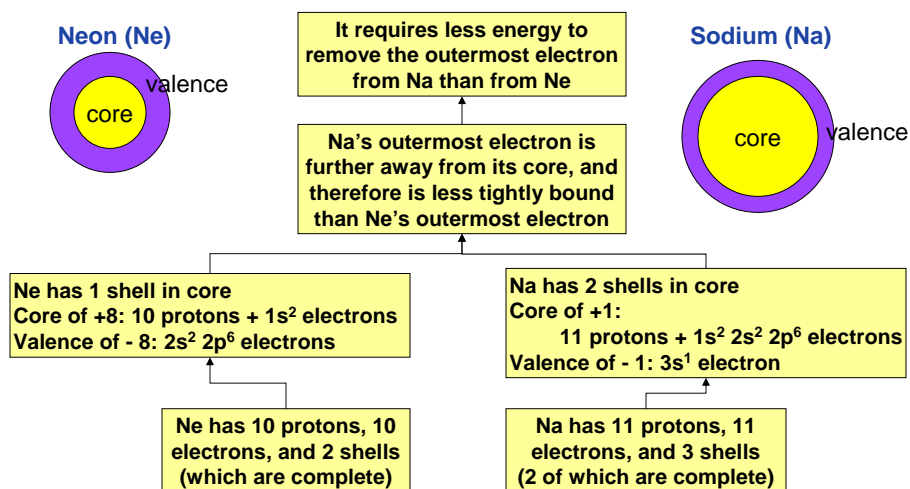 Neon (Ne)
valence
core
It requires less energy to
remove the outermost electron
from Na than from Ne
Sodium (Na)
core
valence
Na's outermost electron is
further away from its core, and
therefore is less tightly bound
than Ne's outermost electron
Ne has 1 shell in core
Core of +8: 10 protons + 1s² electrons
Valence of - 8: 2s² 2p⁶ electrons
Na has 2 shells in core
Core of +1:
11 protons + 1s² 2s² 2p⁶ electrons
Valence of - 1: 3s¹ electron
Ne has 10 protons, 10
electrons, and 2 shells
(which are complete)
Na has 11 protons, 11
electrons, and 3 shells
(2 of which are complete)